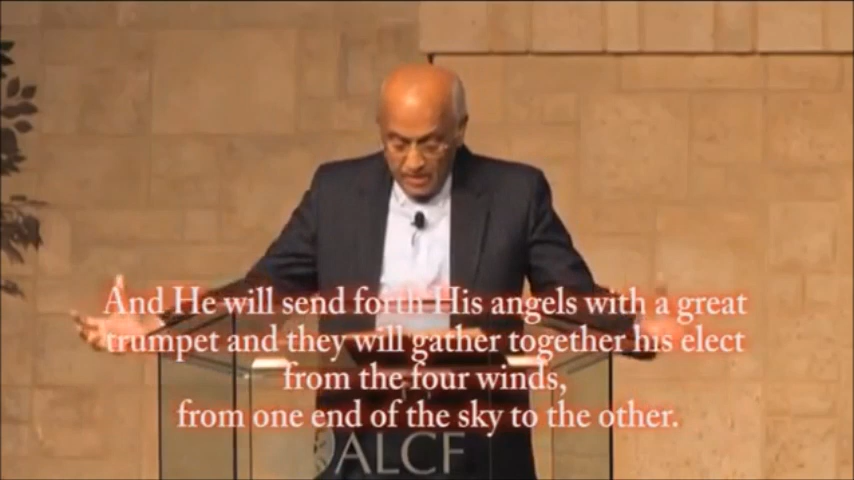 And He will send forth His angels with a great
trumpet and they will gather together his elect
from the four winds,
from one end of the sky to the other.
ALCF